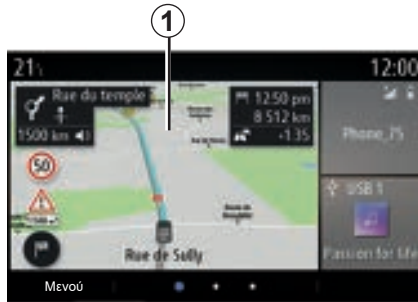 1
21
12:00
Rue du temple
1500 km
12:50 pm
8 512 km
1:35
50
Phone_75
USB 1
Passion for life
Rue de Sully
Μενού